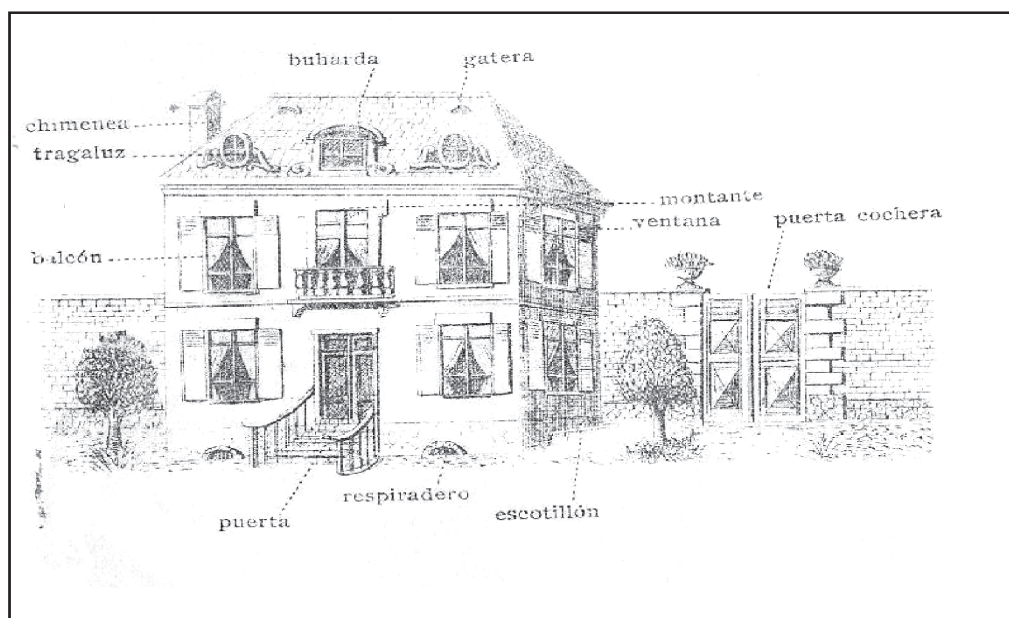 buharda
gatera
chimenea
tragaluz
montante
ventana
puerta cochera
balcón
respiradero
escotillón
puerta